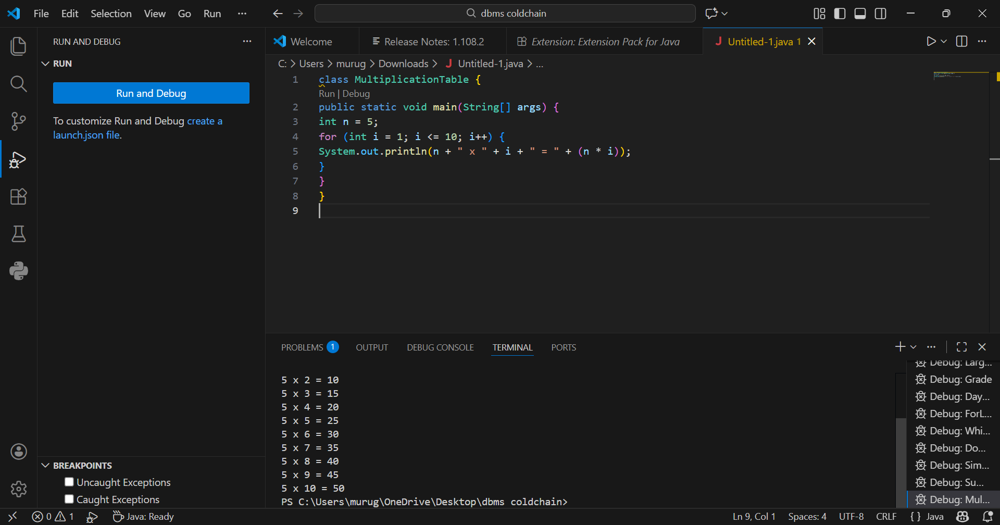 File Edit Selection View Go Run ··· dbms coldchain
RUN AND DEBUG ···
RUN
Run and Debug
To customize Run and Debug create a
launch.json file.
BREAKPOINTS
Uncaught Exceptions
Caught Exceptions
Welcome Release Notes: 1.108.2 Extension: Extension Pack for Java J Untitled-1.java 1
C: > Users > murug > Downloads > J Untitled-1.java > ...
1 class MultiplicationTable {
Run | Debug
2 public static void main(String[] args) {
3 int n = 5;
4 for (int i = 1; i <= 10; i++) {
5 System.out.println(n + " x " + i + " = " + (n * i));
6 }
7 }
8 }
9
PROBLEMS 1 OUTPUT DEBUG CONSOLE TERMINAL PORTS
5 x 2 = 10
5 x 3 = 15
5 x 4 = 20
5 x 5 = 25
5 x 6 = 30
5 x 7 = 35
5 x 8 = 40
5 x 9 = 45
5 x 10 = 50
PS C:\Users\murug\OneDrive\Desktop\dbms coldchain>
Debug: Larg...
Debug: Grade
Debug: Day...
Debug: ForL...
Debug: Whi...
Debug: Do...
Debug: Sim...
Debug: Su...
Debug: Mul...
0 1 Java: Ready Ln 9, Col 1 Spaces: 4 UTF-8 CRLF { } Java